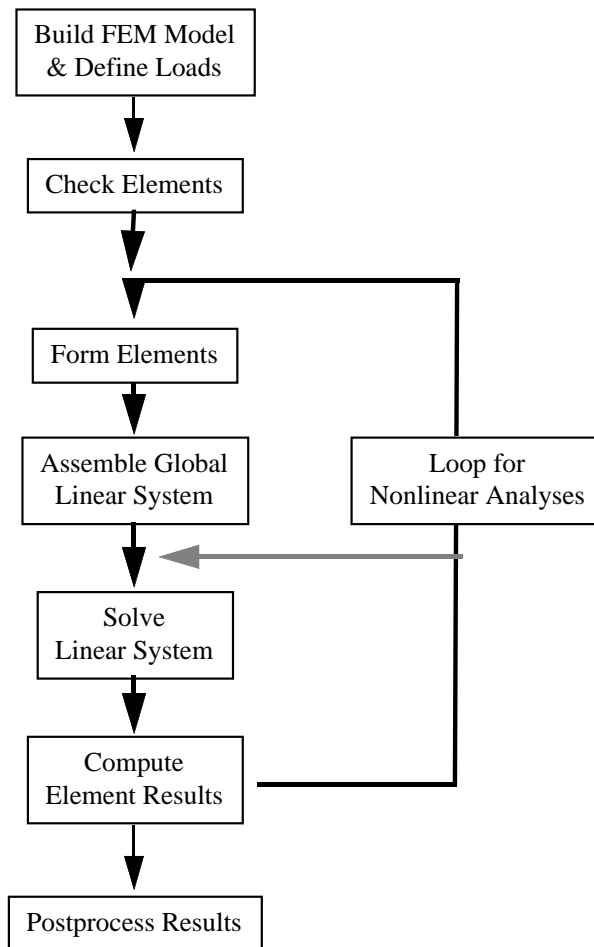 Build FEM Model
& Define Loads
Check Elements
Form Elements
Assemble Global
Linear System
Loop for
Nonlinear Analyses
Solve
Linear System
Compute
Element Results
Postprocess Results